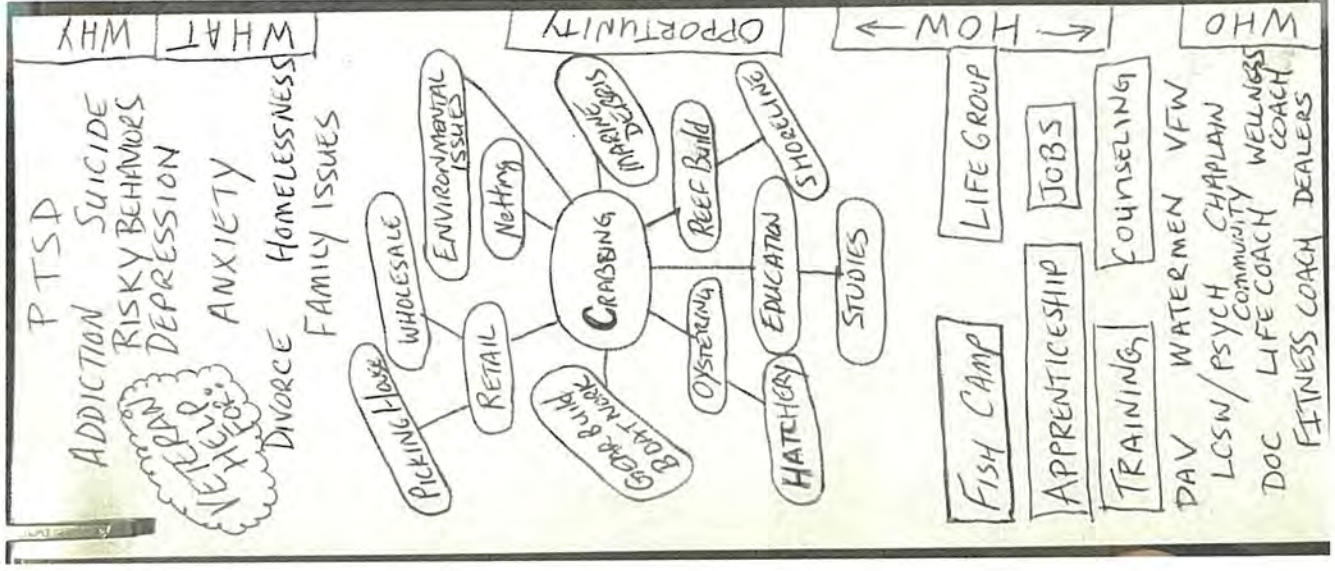 WHY
WHAT
OPPORTUNITY
← HOW →
WHO
PTSD
ADDICTION SUICIDE
RISKY BEHAVIORS
DEPRESSION
VETERAN
ANXIETY
DIVORCE HOMELESSNESS
FAMILY ISSUES
PICKING House
WHOLESALE
RETAIL
ENVIRONMENTAL
ISSUES
Netting
MARINE
DEBRIS
CRABBING
GEAR Build
BOAT WORK
REEF Build
SHORELINE
OYSTERING
HATCHERY
EDUCATION
STUDIES
FISH CAMP
LIFE GROUP
APPRENTICESHIP
JOBS
TRAINING
COUNSELING
DAV WATERMEN VFW
LCSW/PSYCH CHAPLAIN
COMMUNITY
DOC LIFE COACH WELLNESS
COACH
FITNESS COACH DEALERS